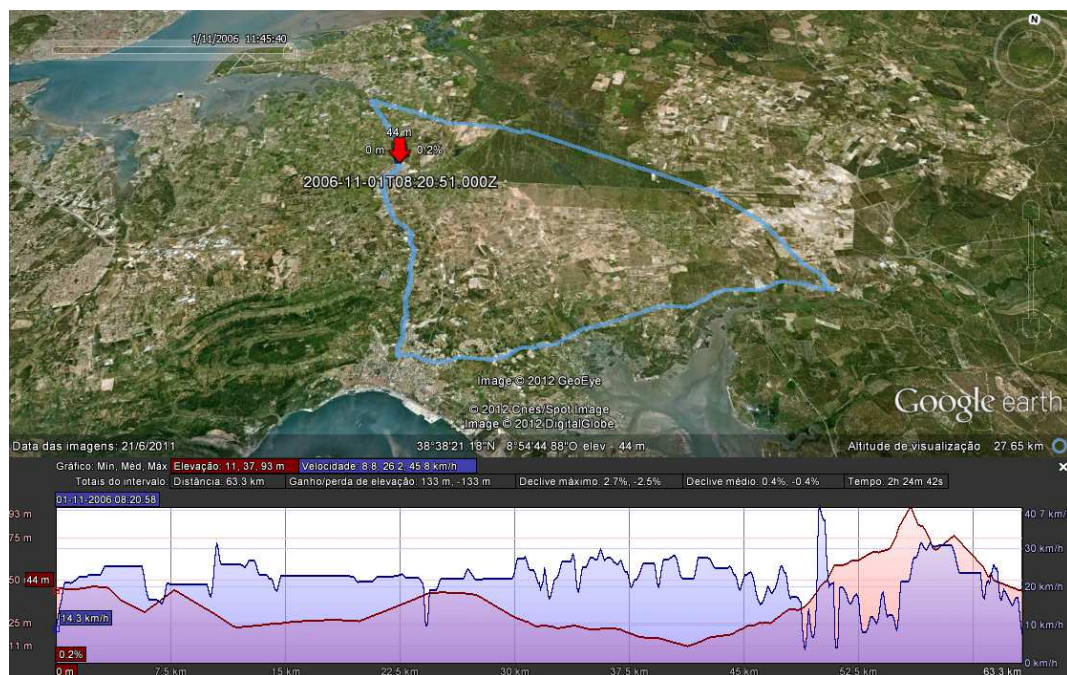 N
1/11/2006 11:45:40
44 m
0 m 0.2%
2006-11-01T08:20:51.000Z
Image © 2012 GeoEye
© 2012 Cnes/Spot Image
Image © 2012 DigitalGlobe
Google earth
Data das imagens: 21/6/2011 38°38'21.18"N 8°54'44.88"O elev - 44 m Altitude de visualização 27.65 km
Gráfico: Mín, Méd, Máx Elevação: 11, 37, 93 m Velocidade: 8.8, 26.2, 45.8 km/h
Totais do intervalo Distância: 63.3 km Ganho/perda de elevação: 133 m, -133 m Declive máximo: 2.7%, -2.5% Declive médio: 0.4%, -0.4% Tempo: 2h 24m 42s
01-11-2006 08:20:58
93 m 40.7 km/
75 m
30 km/h
50 44 m
20 km/h
14.3 km/h
25 m 10 km/h
11 m
0.2%
0 km/h
0 m 7.5 km 15 km 22.5 km 30 km 37.5 km 45 km 52.5 km 63.3 km